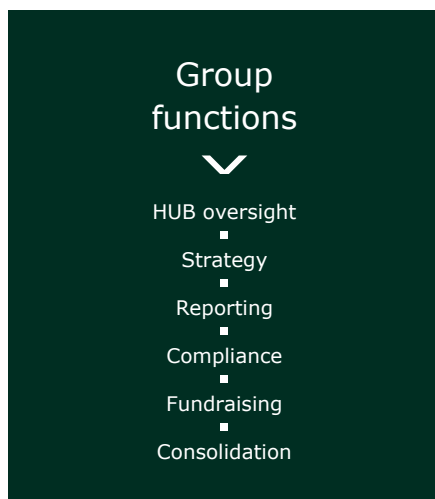 Group
functions
HUB oversight
Strategy
Reporting
Compliance
Fundraising
Consolidation